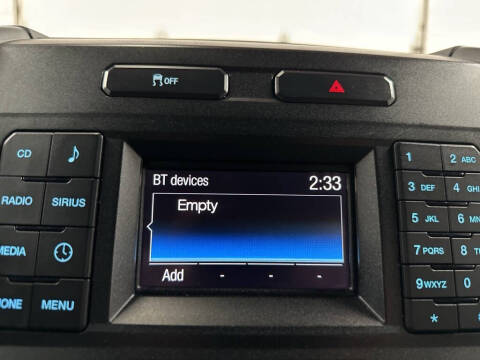 OFF
CD
RADIO SIRIUS
MEDIA
MENU
BT devices 2:33
Empty
Add - - -
1 2 ABC
3 DEF 4 GHI
5 JKL 6 MN
7 PQRS 8 T
9 WXYZ 0
*